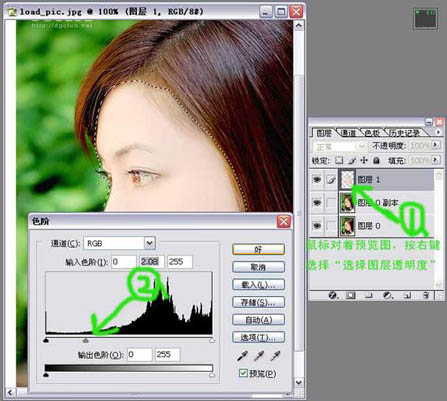 load_pic.jpg @ 100% (图层 1, RGB/8#)
http://dgclub.net
图层 通道 色板 历史记录
正常 不透明度: 100%
锁定: 填充: 100%
图层 1
图层 0 副本
图层 0
①
鼠标对着预览图，按右键
选择“选择图层透明度”
色阶
通道(C): RGB
输入色阶(I): 0 2.08 255
②
输出色阶(O): 0 255
好
取消
载入(L)...
存储(S)...
自动(A)
选项(T)...
预览(P)